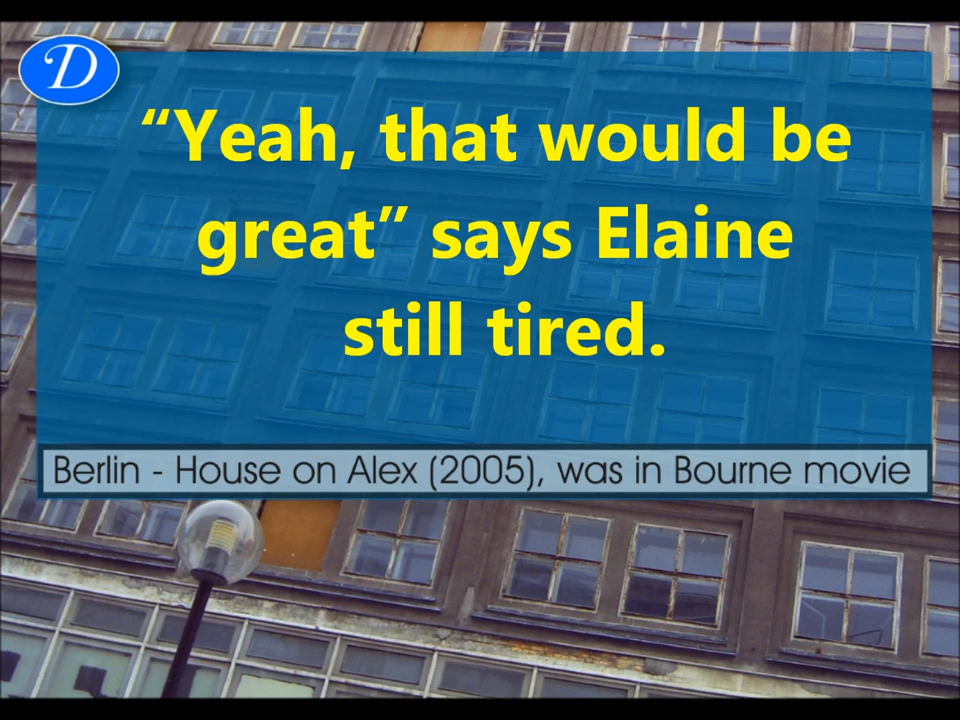 D
“Yeah, that would be
great” says Elaine
still tired.
Berlin - House on Alex (2005), was in Bourne movie